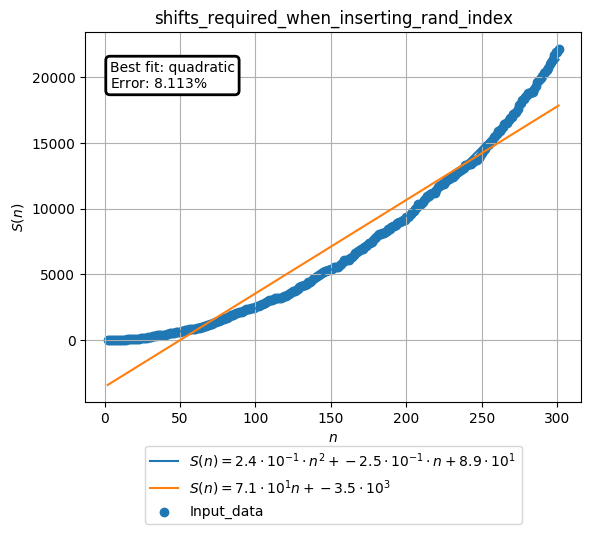 shifts_required_when_inserting_rand_index
Best fit: quadratic
Error: 8.113%
20000
15000
10000
5000
0
S(n)
0 50 100 150 200 250 300
n
S(n) = 2.4 · 10⁻¹ · n² + −2.5 · 10⁻¹ · n + 8.9 · 10¹
S(n) = 7.1 · 10¹n + −3.5 · 10³
Input_data